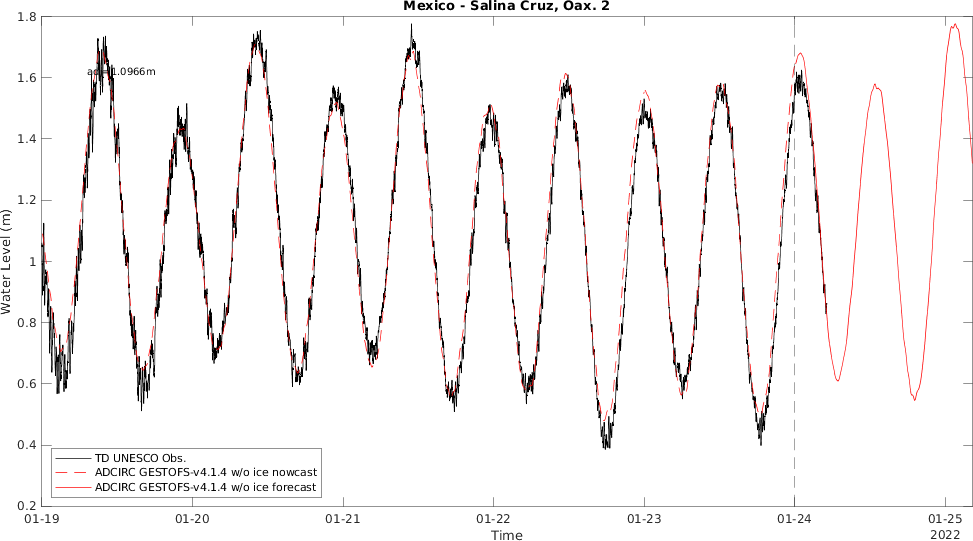 Mexico - Salina Cruz, Oax. 2
1.8
1.6
1.4
1.2
1
0.8
0.6
0.4
0.2
Water Level (m)
1.0966m
TD UNESCO Obs.
ADCIRC GESTOFS-v4.1.4 w/o ice nowcast
ADCIRC GESTOFS-v4.1.4 w/o ice forecast
01-19 01-20 01-21 01-22 01-23 01-24 01-25
Time
2022